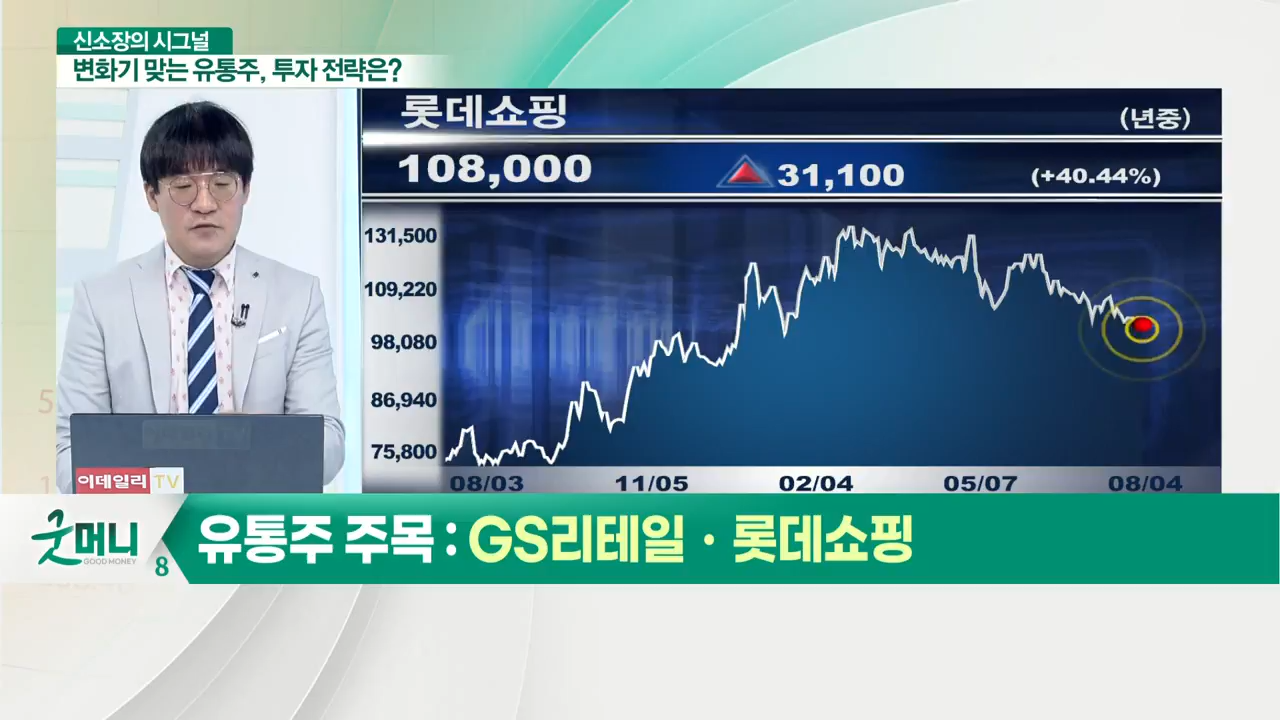 신소장의 시그널
변화기 맞는 유통주, 투자 전략은?
롯데쇼핑
(년중)
108,000
31,100
(+40.44%)
131,500
109,220
98,080
86,940
75,800
08/03
11/05
02/04
05/07
08/04
이데일리 TV
굿머니
GOOD MONEY
8
유통주 주목 : GS리테일 · 롯데쇼핑